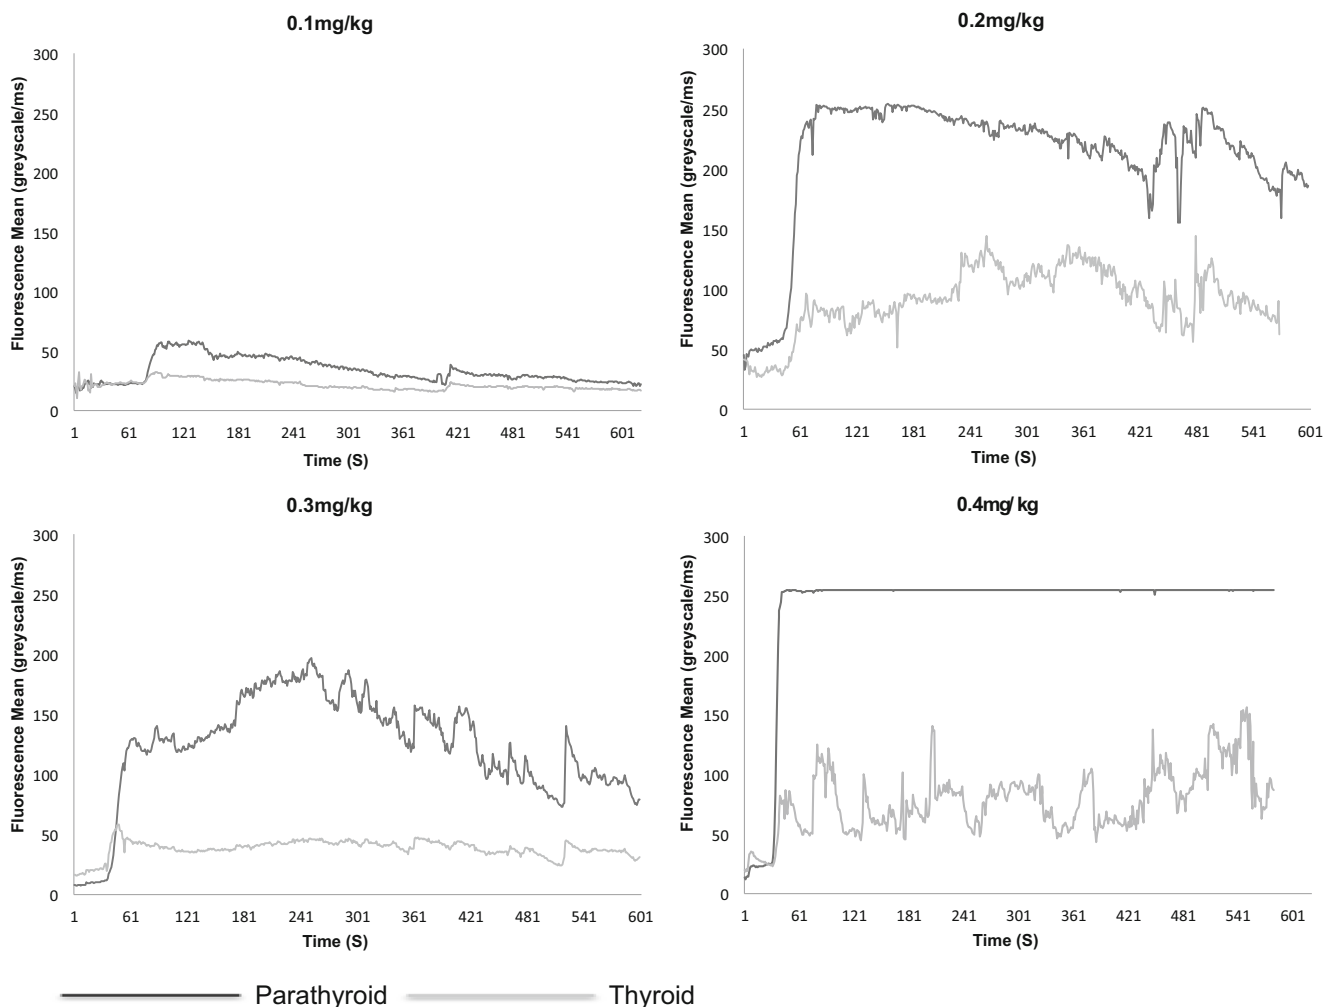 0.1mg/kg
Fluorescence Mean (greyscale/ms)
300
250
200
150
100
50
0
1 61 121 181 241 301 361 421 481 541 601
Time (S)
0.2mg/kg
Fluorescence Mean (greyscale/ms)
300
250
200
150
100
50
0
1 61 121 181 241 301 361 421 481 541 601
Time (S)
0.3mg/kg
Fluorescence Mean (greyscale/ms)
300
250
200
150
100
50
0
1 61 121 181 241 301 361 421 481 541 601
Time (S)
0.4mg/kg
Fluorescence Mean (greyscale/ms)
300
250
200
150
100
50
0
1 61 121 181 241 301 361 421 481 541 601
Time (S)
Parathyroid Thyroid